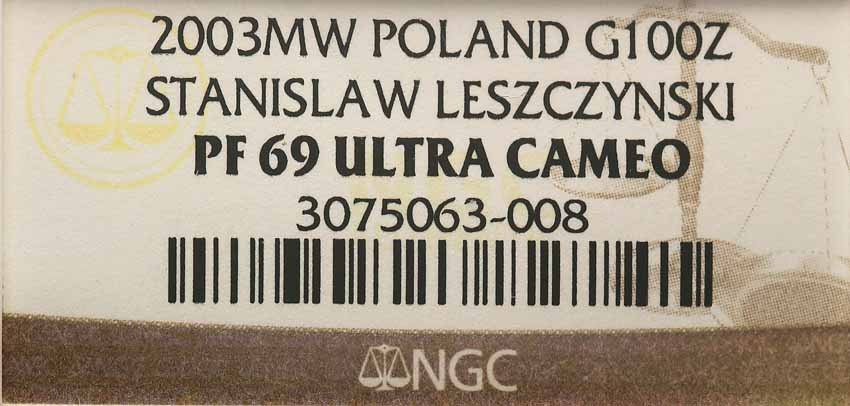 2003MW POLAND G100Z
STANISLAW LESZCZYNSKI
PF 69 ULTRA CAMEO
3075063-008
NGC